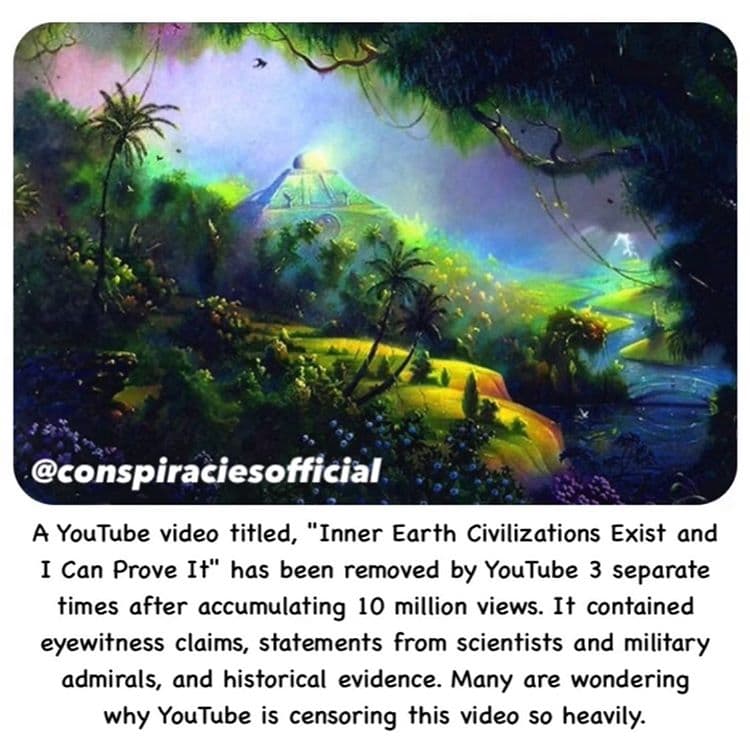 @conspiraciesofficial
A YouTube video titled, "Inner Earth Civilizations Exist and
I Can Prove It" has been removed by YouTube 3 separate
times after accumulating 10 million views. It contained
eyewitness claims, statements from scientists and military
admirals, and historical evidence. Many are wondering
why YouTube is censoring this video so heavily.